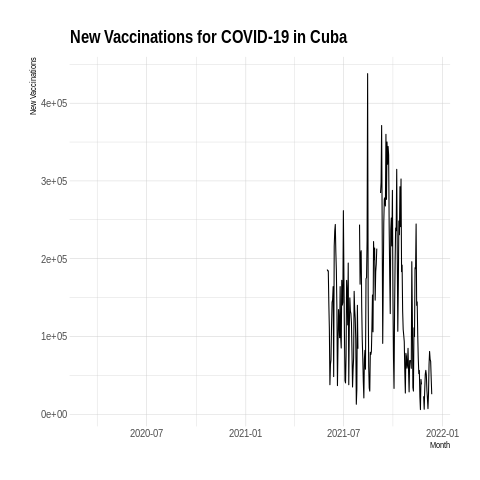 New Vaccinations for COVID-19 in Cuba
New Vaccinations
4e+05
3e+05
2e+05
1e+05
0e+00
2020-07
2021-01
2021-07
2022-01
Month